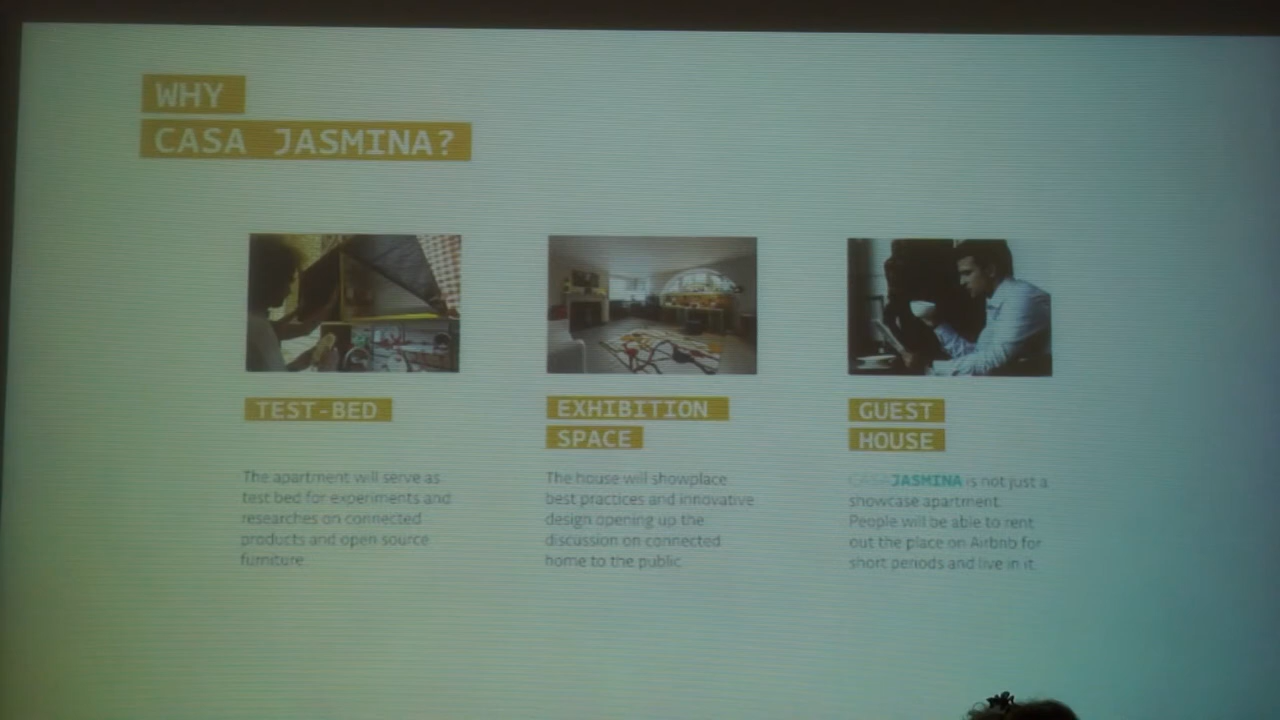 WHY
CASA JASMINA?
TEST-BED
The apartment will serve as
test bed for experiments and
researches on connected
products and open source
furniture.
EXHIBITION
SPACE
The house will showplace
best practices and innovative
design opening up the
discussion on connected
home to the public.
GUEST
HOUSE
CASAJASMINA is not just a
showcase apartment.
People will be able to rent
out the place on Airbnb for
short periods and live in it.